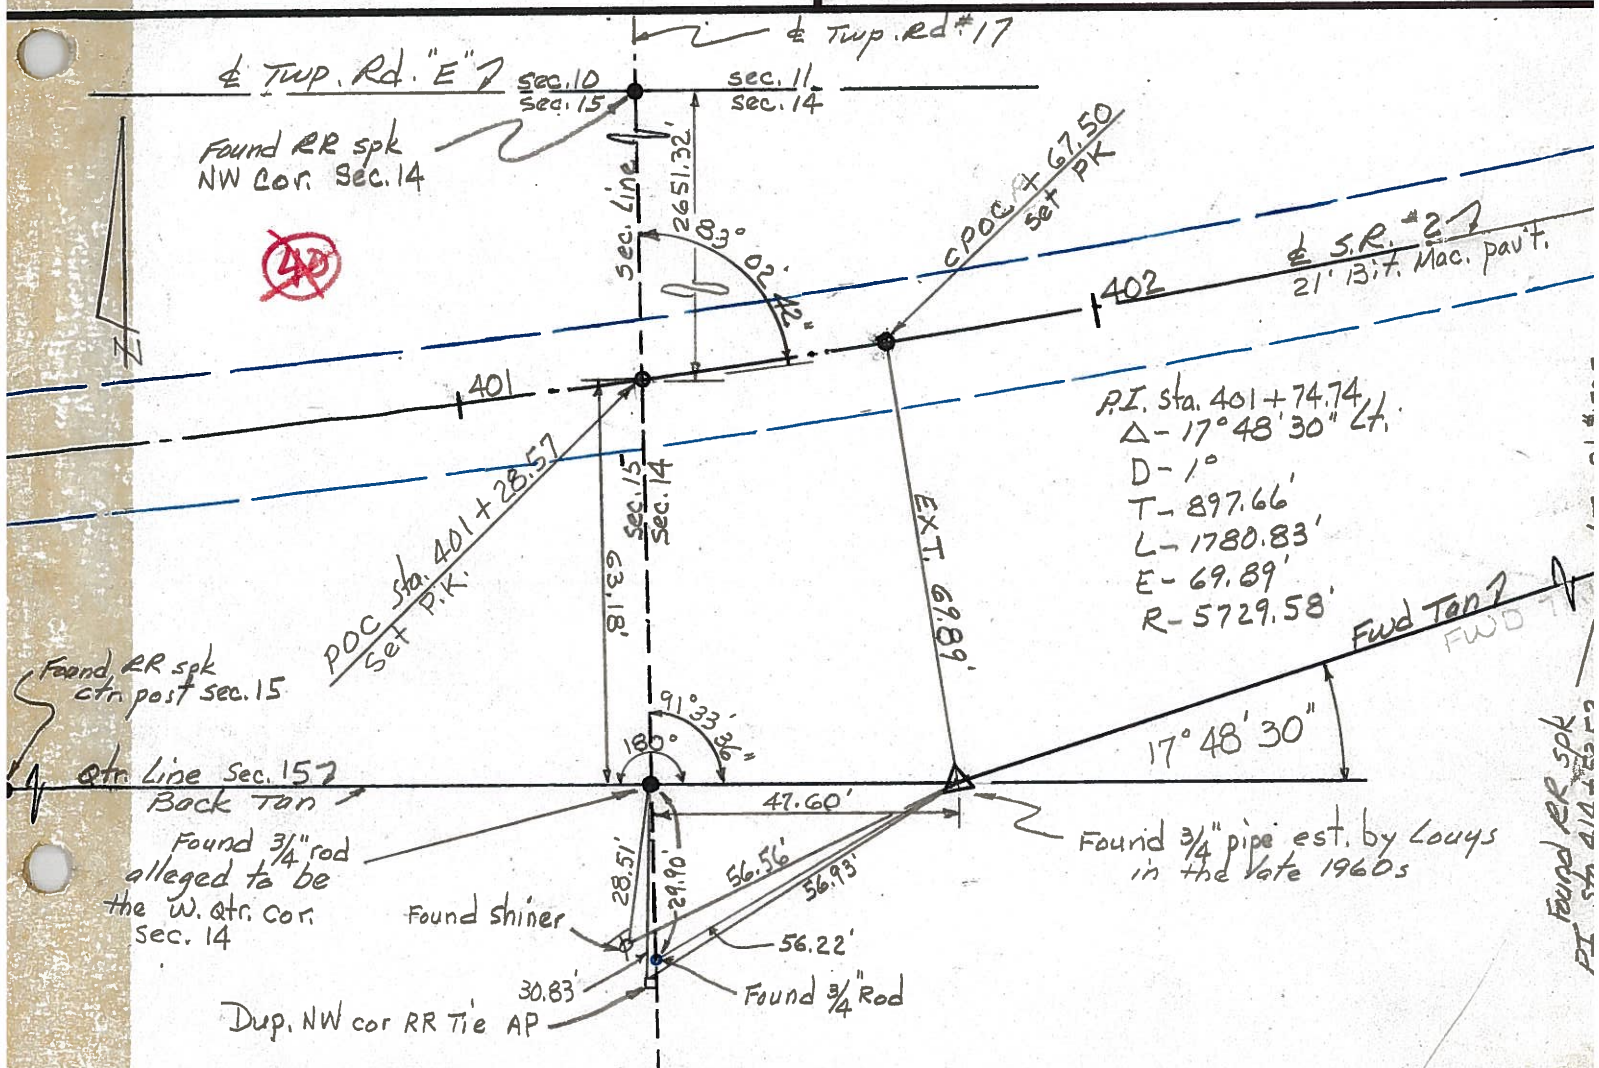 ℄ Twp. Rd #17
℄ Twp. Rd. "E"
sec. 10
sec. 11
sec. 15
sec. 14
Found RR spk
NW Cor. Sec. 14
Sec. Line
2651.32'
83° 02' 42"
CPOC + 67.50
Set PK
℄ S.R. #2
21' Bit. Mac. pav't.
402
401
P.I. Sta. 401 + 74.74
Δ - 17° 48' 30" Lt.
D - 1°
T - 897.66'
L - 1780.83'
E - 69.89'
R - 5729.58'
POC Sta. 401 + 28.57
Set P.K.
Sec. 15
Sec. 14
63.18'
EXT. 69.89'
Fwd Tan
FWD
Found RR spk
ctr. post sec. 15
91° 33' 36"
180°
17° 48' 30"
Qtr. Line Sec. 15
Back Tan
47.60'
Found 3/4" rod
alleged to be
the W. Qtr. cor.
Sec. 14
Found 3/4" pipe est. by Louys
in the late 1960s
28.51'
29.90'
56.56'
56.93'
Found Shiner
56.22'
30.83'
Found 3/4" Rod
Dup. NW cor RR Tie AP
Found RR spk
PI Sta.
N